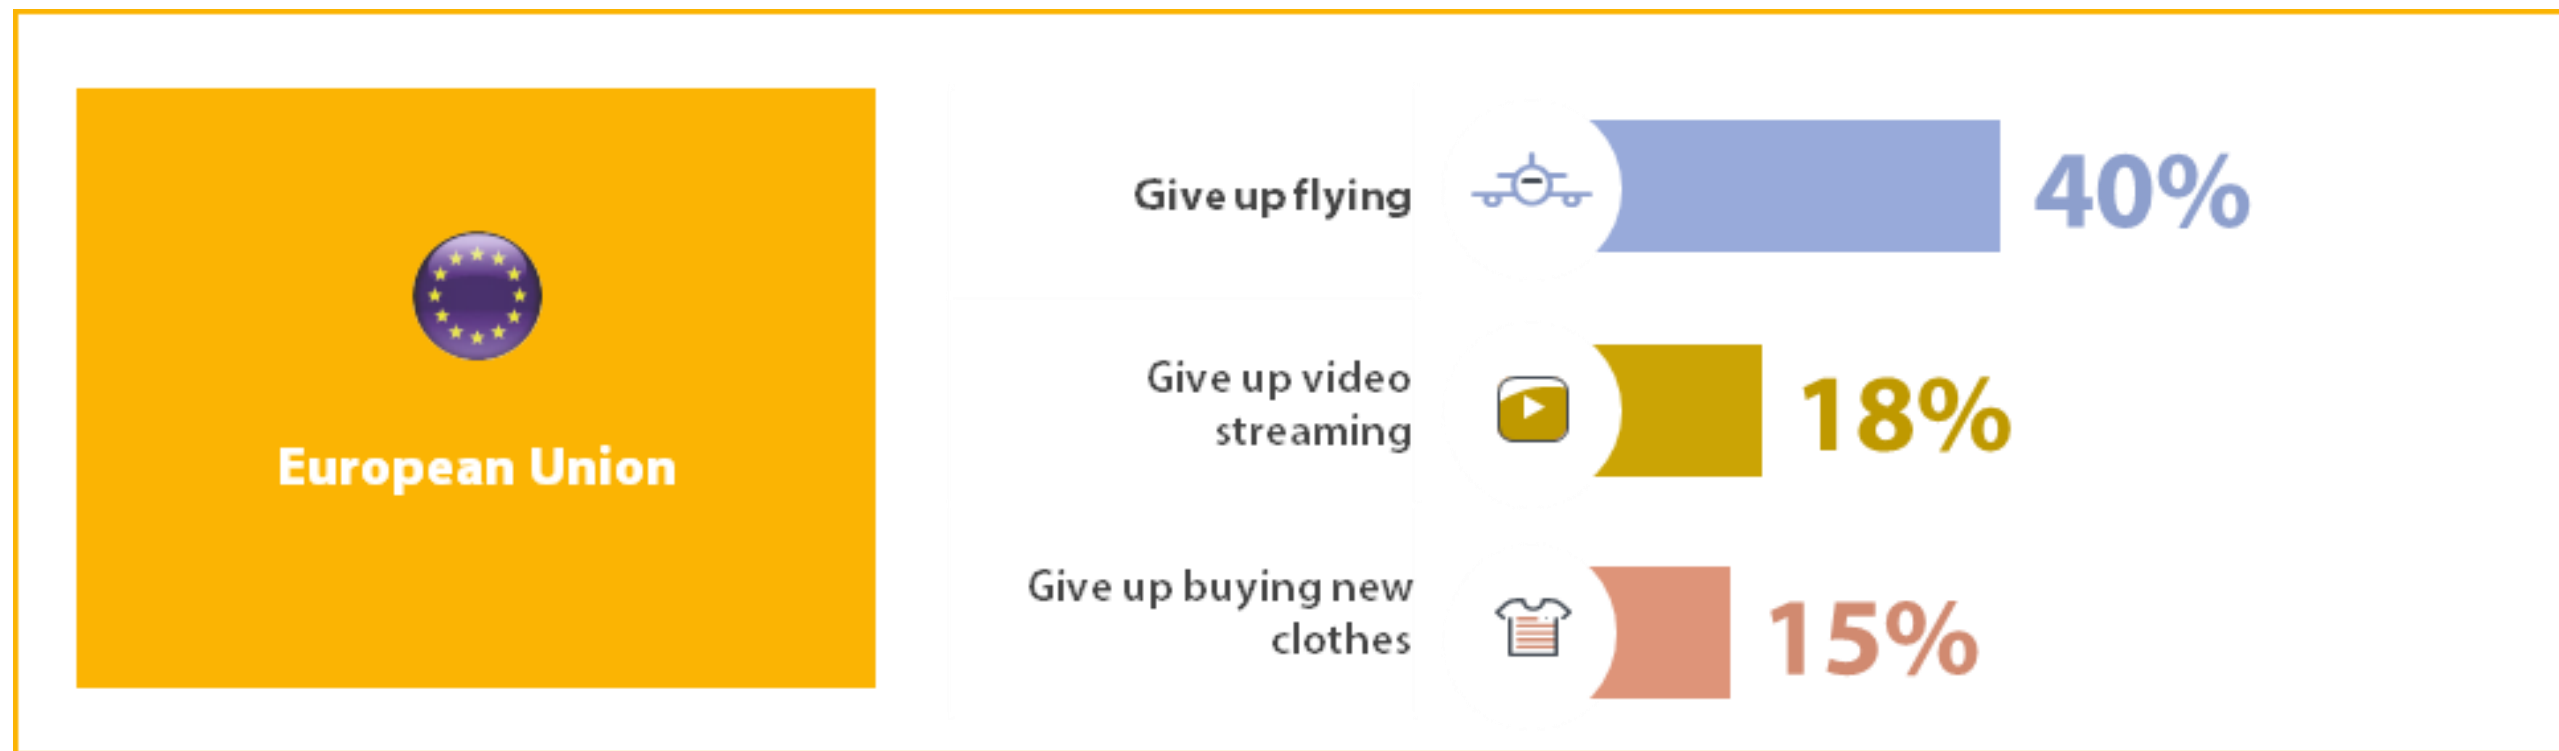 European Union
Give up flying
40%
Give up video
streaming
18%
Give up buying new
clothes
15%